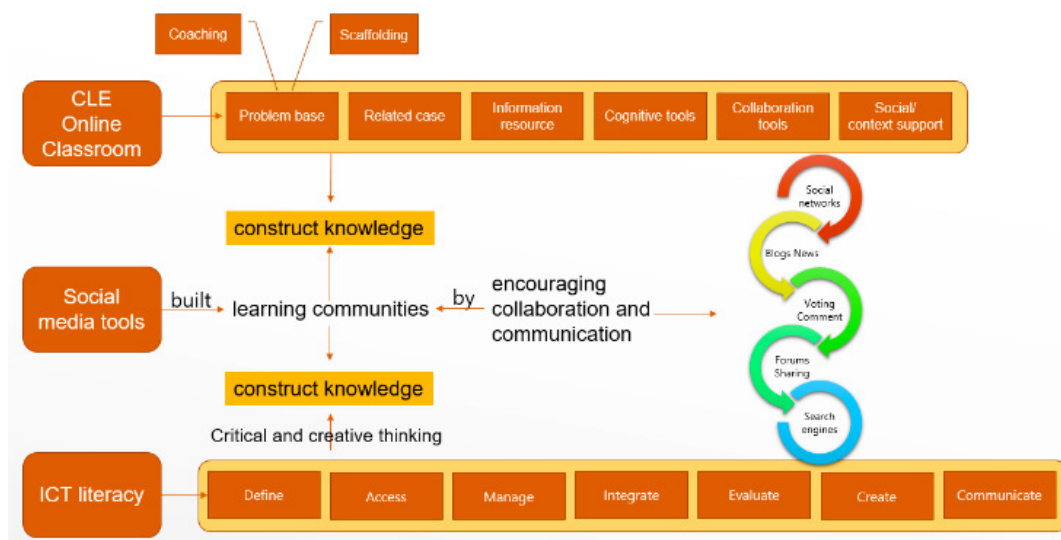 Coaching
Scaffolding
CLE
Online
Classroom
Problem base
Related case
Information
resource
Cognitive tools
Collaboration
tools
Social/
context support
Social
networks
construct knowledge
Blogs News
Social
media tools
built
learning communities
by
encouraging
collaboration and
communication
Voting
Comment
Forums
Sharing
construct knowledge
Search
engines
Critical and creative thinking
ICT literacy
Define
Access
Manage
Integrate
Evaluate
Create
Communicate